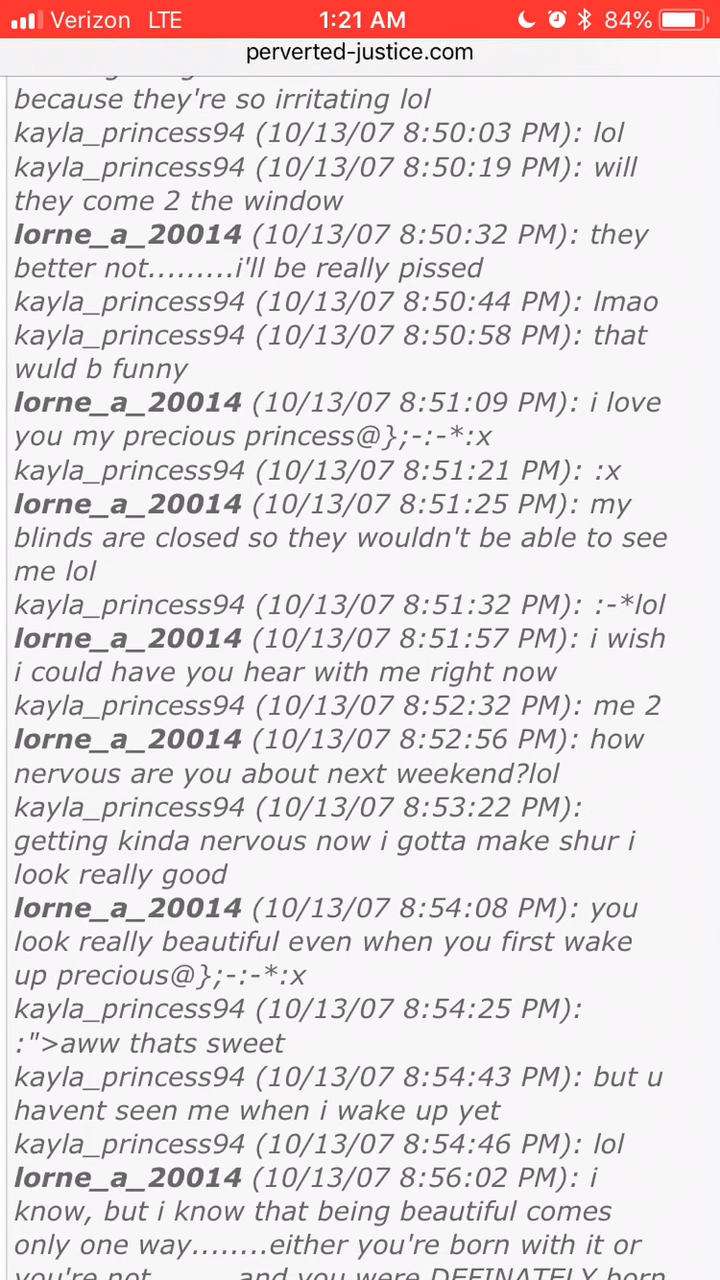 Verizon LTE 1:21 AM 84%
perverted-justice.com
because they're so irritating lol
kayla_princess94 (10/13/07 8:50:03 PM): lol
kayla_princess94 (10/13/07 8:50:19 PM): will
they come 2 the window
lorne_a_20014 (10/13/07 8:50:32 PM): they
better not.........i'll be really pissed
kayla_princess94 (10/13/07 8:50:44 PM): lmao
kayla_princess94 (10/13/07 8:50:58 PM): that
wuld b funny
lorne_a_20014 (10/13/07 8:51:09 PM): i love
you my precious princess@};-:-*:x
kayla_princess94 (10/13/07 8:51:21 PM): :x
lorne_a_20014 (10/13/07 8:51:25 PM): my
blinds are closed so they wouldn't be able to see
me lol
kayla_princess94 (10/13/07 8:51:32 PM): :-*lol
lorne_a_20014 (10/13/07 8:51:57 PM): i wish
i could have you hear with me right now
kayla_princess94 (10/13/07 8:52:32 PM): me 2
lorne_a_20014 (10/13/07 8:52:56 PM): how
nervous are you about next weekend?lol
kayla_princess94 (10/13/07 8:53:22 PM):
getting kinda nervous now i gotta make shur i
look really good
lorne_a_20014 (10/13/07 8:54:08 PM): you
look really beautiful even when you first wake
up precious@};-:-*:x
kayla_princess94 (10/13/07 8:54:25 PM):
:">aww thats sweet
kayla_princess94 (10/13/07 8:54:43 PM): but u
havent seen me when i wake up yet
kayla_princess94 (10/13/07 8:54:46 PM): lol
lorne_a_20014 (10/13/07 8:56:02 PM): i
know, but i know that being beautiful comes
only one way........either you're born with it or
you're not........and you were DEFINATELY born